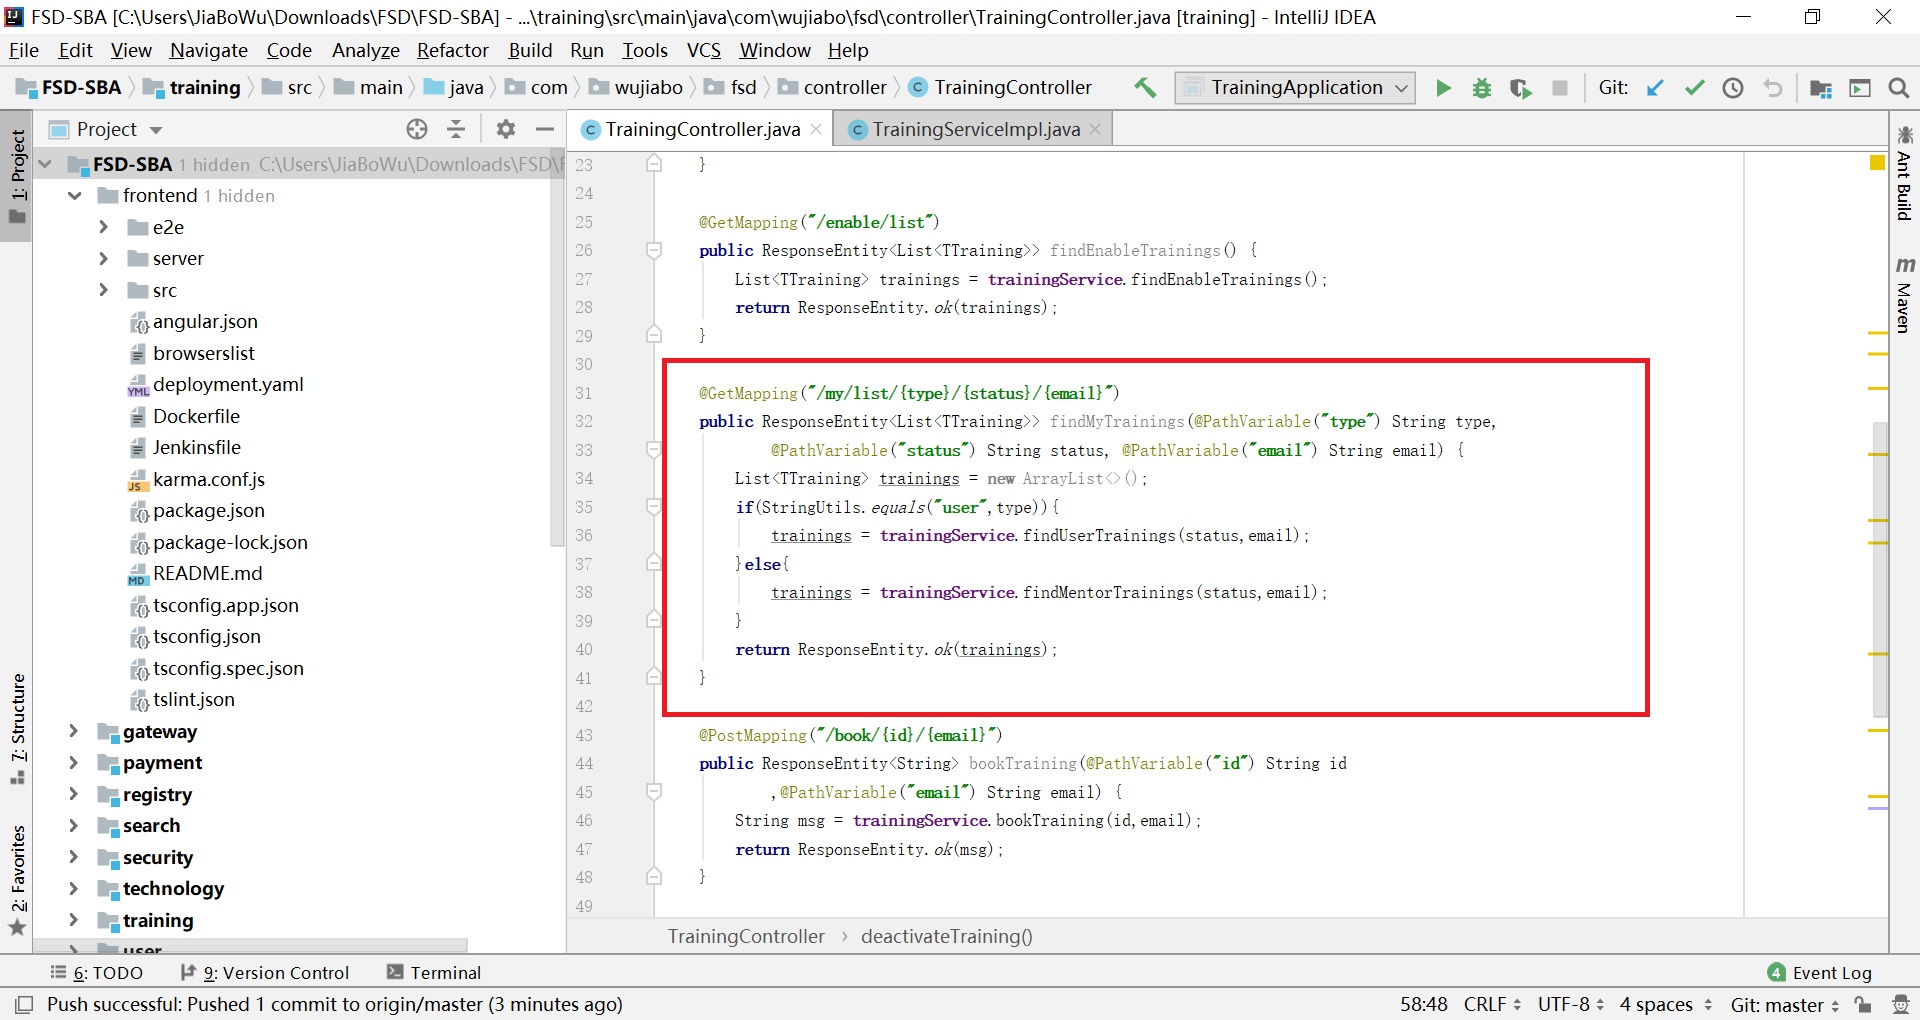 FSD-SBA [C:\Users\JiaBoWu\Downloads\FSD\FSD-SBA] - ...\training\src\main\java\com\wujiabo\fsd\controller\TrainingController.java [training] - IntelliJ IDEA
File Edit View Navigate Code Analyze Refactor Build Run Tools VCS Window Help
FSD-SBA training src main java com wujiabo fsd controller TrainingController TrainingApplication Git:
Project
TrainingController.java
TrainingServiceImpl.java
1: Project
7: Structure
2: Favorites
FSD-SBA 1 hidden C:\Users\JiaBoWu\Downloads\FSD\F
frontend 1 hidden
e2e
server
src
angular.json
browserslist
deployment.yaml
Dockerfile
Jenkinsfile
karma.conf.js
package.json
package-lock.json
README.md
tsconfig.app.json
tsconfig.json
tsconfig.spec.json
tslint.json
gateway
payment
registry
search
security
technology
training
user
23 }
24
25 @GetMapping("/enable/list")
26 public ResponseEntity<List<TTraining>> findEnableTrainings() {
27 List<TTraining> trainings = trainingService.findEnableTrainings();
28 return ResponseEntity.ok(trainings);
29 }
30
31 @GetMapping("/my/list/{type}/{status}/{email}")
32 public ResponseEntity<List<TTraining>> findMyTrainings(@PathVariable("type") String type,
33 @PathVariable("status") String status, @PathVariable("email") String email) {
34 List<TTraining> trainings = new ArrayList<>();
35 if(StringUtils.equals("user",type)){
36 trainings = trainingService.findUserTrainings(status,email);
37 }else{
38 trainings = trainingService.findMentorTrainings(status,email);
39 }
40 return ResponseEntity.ok(trainings);
41 }
42
43 @PostMapping("/book/{id}/{email}")
44 public ResponseEntity<String> bookTraining(@PathVariable("id") String id
45 ,@PathVariable("email") String email) {
46 String msg = trainingService.bookTraining(id,email);
47 return ResponseEntity.ok(msg);
48 }
49
TrainingController › deactivateTraining()
Ant Build
Maven
6: TODO 9: Version Control Terminal 4 Event Log
Push successful: Pushed 1 commit to origin/master (3 minutes ago) 58:48 CRLF UTF-8 4 spaces Git: master